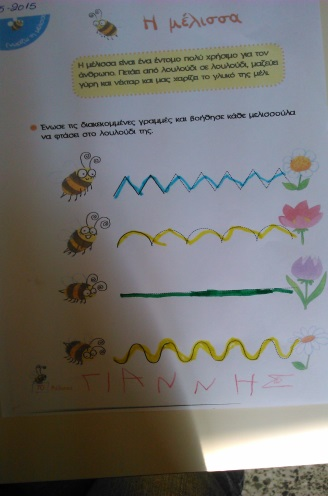 5-2015
Η μέλισσα
Η μέλισσα είναι ένα έντομο πολύ χρήσιμο για τον
άνθρωπο. Πετάει από λουλούδι σε λουλούδι, μαζεύει
γύρη και νέκταρ και μας χαρίζει το γλυκό της μέλι.
Ένωσε τις διακεκομμένες γραμμές και βοήθησε κάθε μελισσούλα
να φτάσει στο λουλούδι της.
ΓΙΑΝΝΗΣ